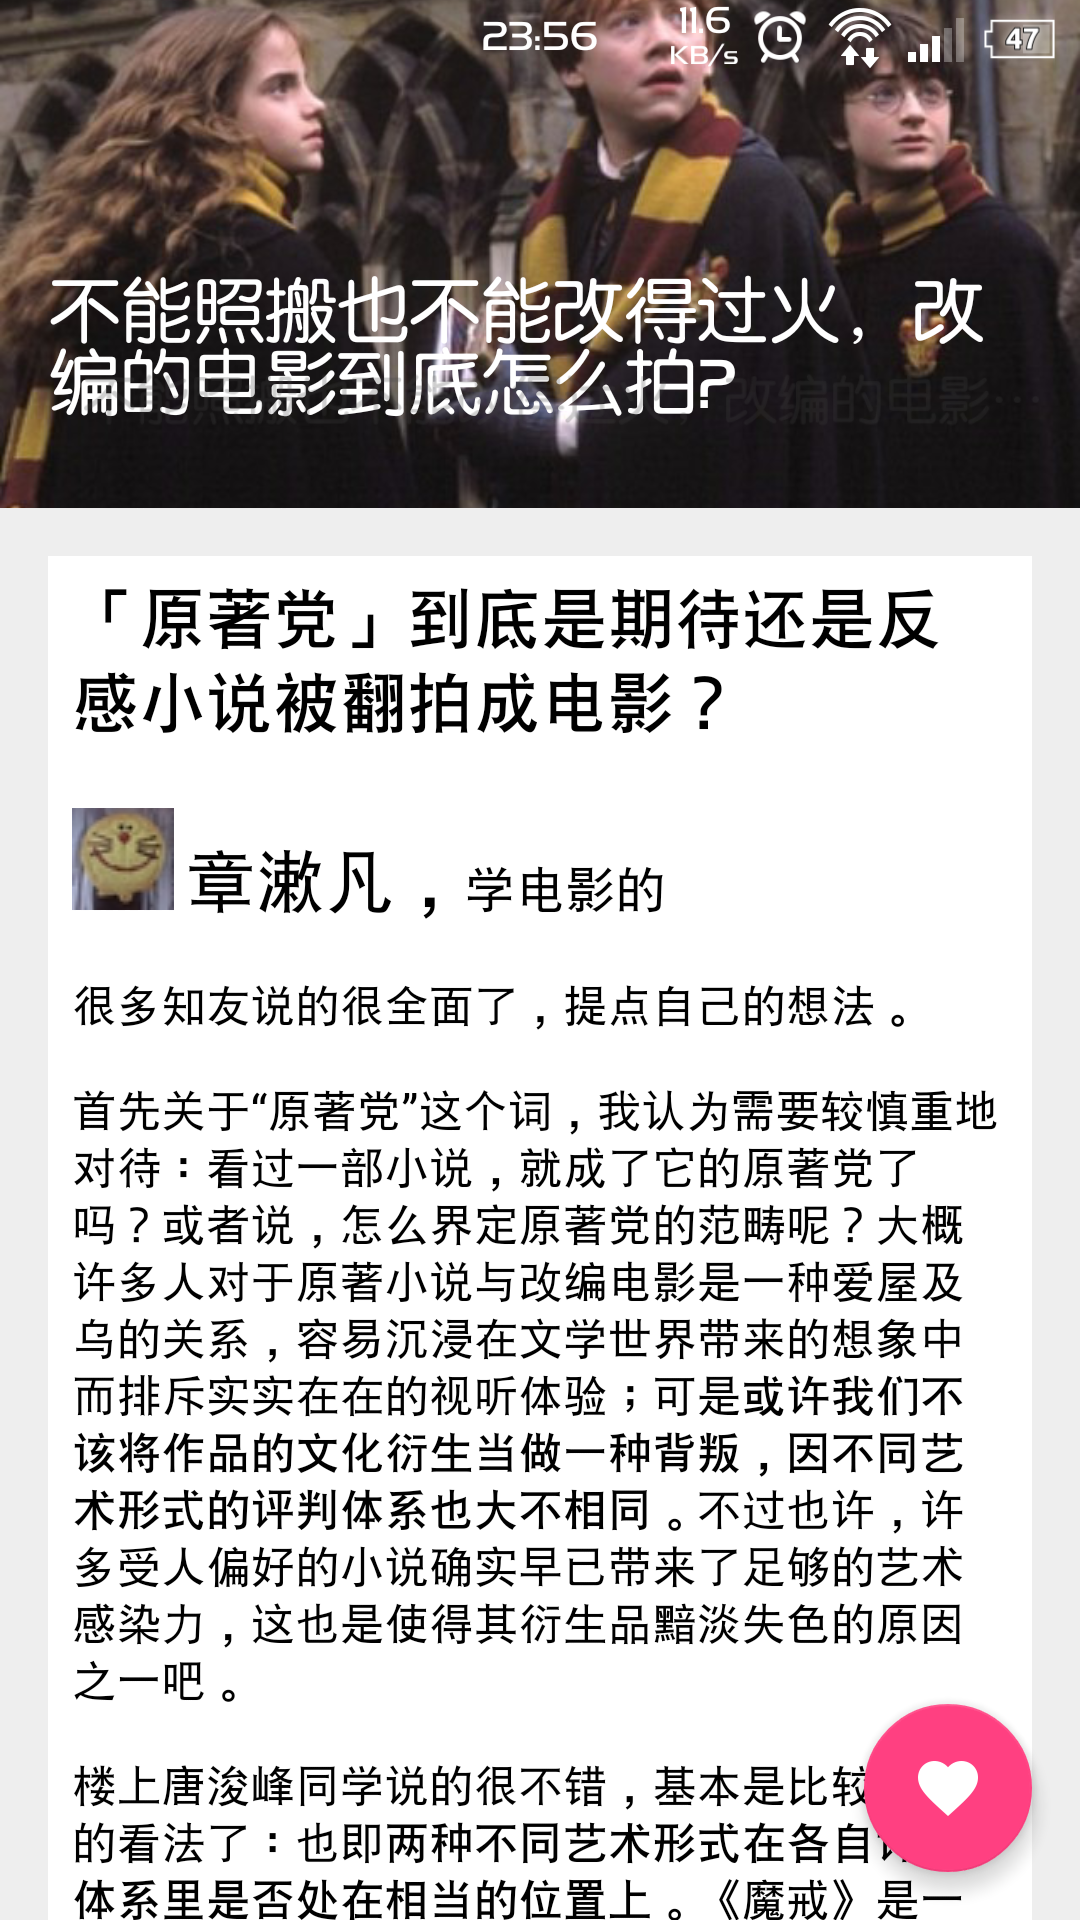 23:56 11.6 KB/s 47
不能照搬也不能改得过火，改
编的电影到底怎么拍?
「原著党」到底是期待还是反
感小说被翻拍成电影？
章漱凡，学电影的
很多知友说的很全面了，提点自己的想法。
首先关于“原著党”这个词，我认为需要较慎重地
对待：看过一部小说，就成了它的原著党了
吗？或者说，怎么界定原著党的范畴呢？大概
许多人对于原著小说与改编电影是一种爱屋及
乌的关系，容易沉浸在文学世界带来的想象中
而排斥实实在在的视听体验；可是或许我们不
该将作品的文化衍生当做一种背叛，因不同艺
术形式的评判体系也大不相同。不过也许，许
多受人偏好的小说确实早已带来了足够的艺术
感染力，这也是使得其衍生品黯淡失色的原因
之一吧。
楼上唐浚峰同学说的很不错，基本是比较
的看法了：也即两种不同艺术形式在各自
体系里是否处在相当的位置上。《魔戒》是一